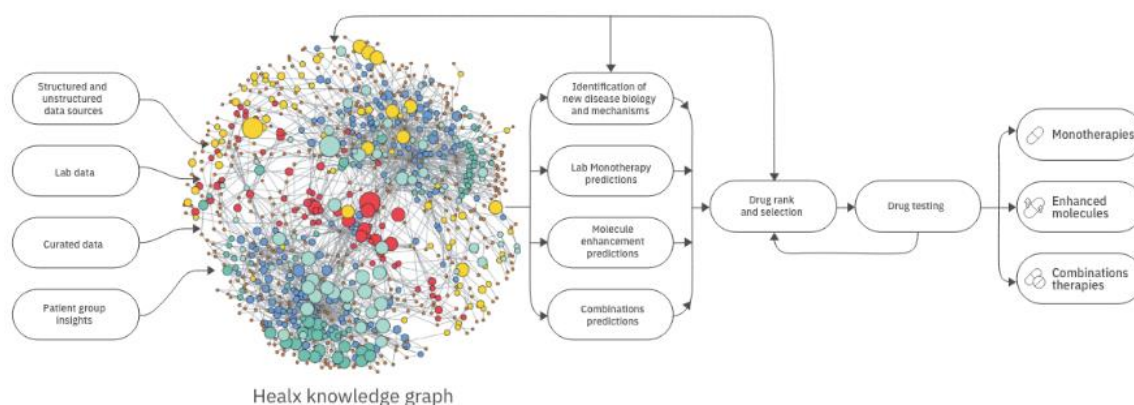 Structured and
unstructured
data sources
Lab data
Curated data
Patient group
insights
Healx knowledge graph
Identification of
new disease biology
and mechanisms
Lab Monotherapy
predictions
Molecule
enhancement
predictions
Combinations
predictions
Drug rank
and selection
Drug testing
Monotherapies
Enhanced
molecules
Combinations
therapies